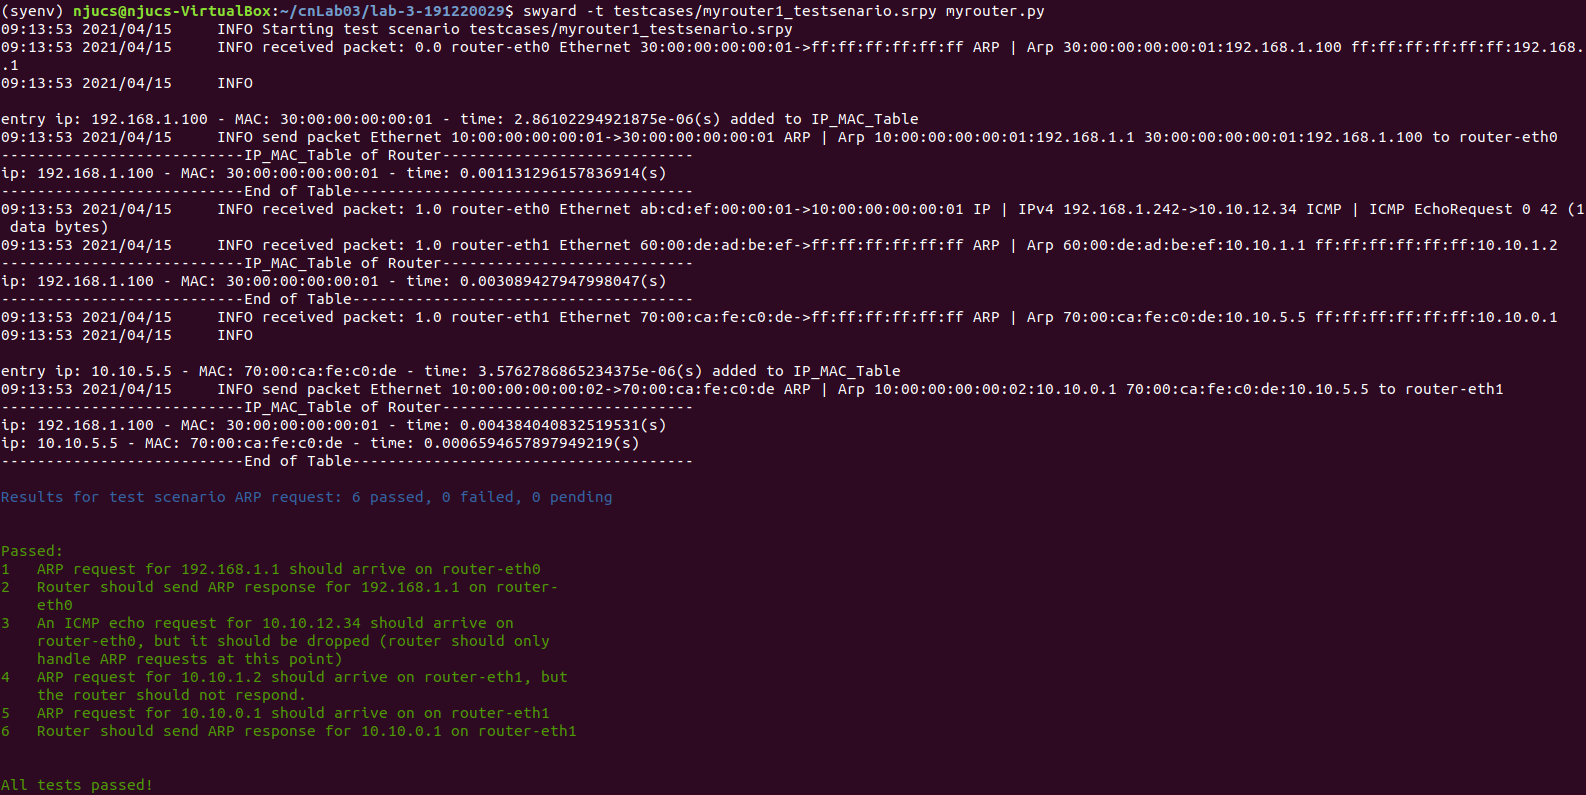 (syenv) njucs@njucs-VirtualBox:~/cnLab03/lab-3-191220029$ swyard -t testcases/myrouter1_testsenario.srpy myrouter.py
09:13:53 2021/04/15     INFO Starting test scenario testcases/myrouter1_testsenario.srpy
09:13:53 2021/04/15     INFO received packet: 0.0 router-eth0 Ethernet 30:00:00:00:00:01->ff:ff:ff:ff:ff:ff ARP | Arp 30:00:00:00:00:01:192.168.1.100 ff:ff:ff:ff:ff:ff:192.168.
.1
09:13:53 2021/04/15     INFO
entry ip: 192.168.1.100 - MAC: 30:00:00:00:00:01 - time: 2.86102294921875e-06(s) added to IP_MAC_Table
09:13:53 2021/04/15     INFO send packet Ethernet 10:00:00:00:00:01->30:00:00:00:00:01 ARP | Arp 10:00:00:00:00:01:192.168.1.1 30:00:00:00:00:01:192.168.1.100 to router-eth0
---------------------------IP_MAC_Table of Router----------------------------
ip: 192.168.1.100 - MAC: 30:00:00:00:00:01 - time: 0.001131296157836914(s)
---------------------------End of Table--------------------------------------
09:13:53 2021/04/15     INFO received packet: 1.0 router-eth0 Ethernet ab:cd:ef:00:00:01->10:00:00:00:00:01 IP | IPv4 192.168.1.242->10.10.12.34 ICMP | ICMP EchoRequest 0 42 (1
 data bytes)
09:13:53 2021/04/15     INFO received packet: 1.0 router-eth1 Ethernet 60:00:de:ad:be:ef->ff:ff:ff:ff:ff:ff ARP | Arp 60:00:de:ad:be:ef:10.10.1.1 ff:ff:ff:ff:ff:ff:10.10.1.2
---------------------------IP_MAC_Table of Router----------------------------
ip: 192.168.1.100 - MAC: 30:00:00:00:00:01 - time: 0.003089427947998047(s)
---------------------------End of Table--------------------------------------
09:13:53 2021/04/15     INFO received packet: 1.0 router-eth1 Ethernet 70:00:ca:fe:c0:de->ff:ff:ff:ff:ff:ff ARP | Arp 70:00:ca:fe:c0:de:10.10.5.5 ff:ff:ff:ff:ff:ff:10.10.0.1
09:13:53 2021/04/15     INFO
entry ip: 10.10.5.5 - MAC: 70:00:ca:fe:c0:de - time: 3.5762786865234375e-06(s) added to IP_MAC_Table
09:13:53 2021/04/15     INFO send packet Ethernet 10:00:00:00:00:02->70:00:ca:fe:c0:de ARP | Arp 10:00:00:00:00:02:10.10.0.1 70:00:ca:fe:c0:de:10.10.5.5 to router-eth1
---------------------------IP_MAC_Table of Router----------------------------
ip: 192.168.1.100 - MAC: 30:00:00:00:00:01 - time: 0.004384040832519531(s)
ip: 10.10.5.5 - MAC: 70:00:ca:fe:c0:de - time: 0.0006594657897949219(s)
---------------------------End of Table--------------------------------------
Results for test scenario ARP request: 6 passed, 0 failed, 0 pending
Passed:
1   ARP request for 192.168.1.1 should arrive on router-eth0
2   Router should send ARP response for 192.168.1.1 on router-
    eth0
3   An ICMP echo request for 10.10.12.34 should arrive on
    router-eth0, but it should be dropped (router should only
    handle ARP requests at this point)
4   ARP request for 10.10.1.2 should arrive on router-eth1, but
    the router should not respond.
5   ARP request for 10.10.0.1 should arrive on on router-eth1
6   Router should send ARP response for 10.10.0.1 on router-eth1
All tests passed!